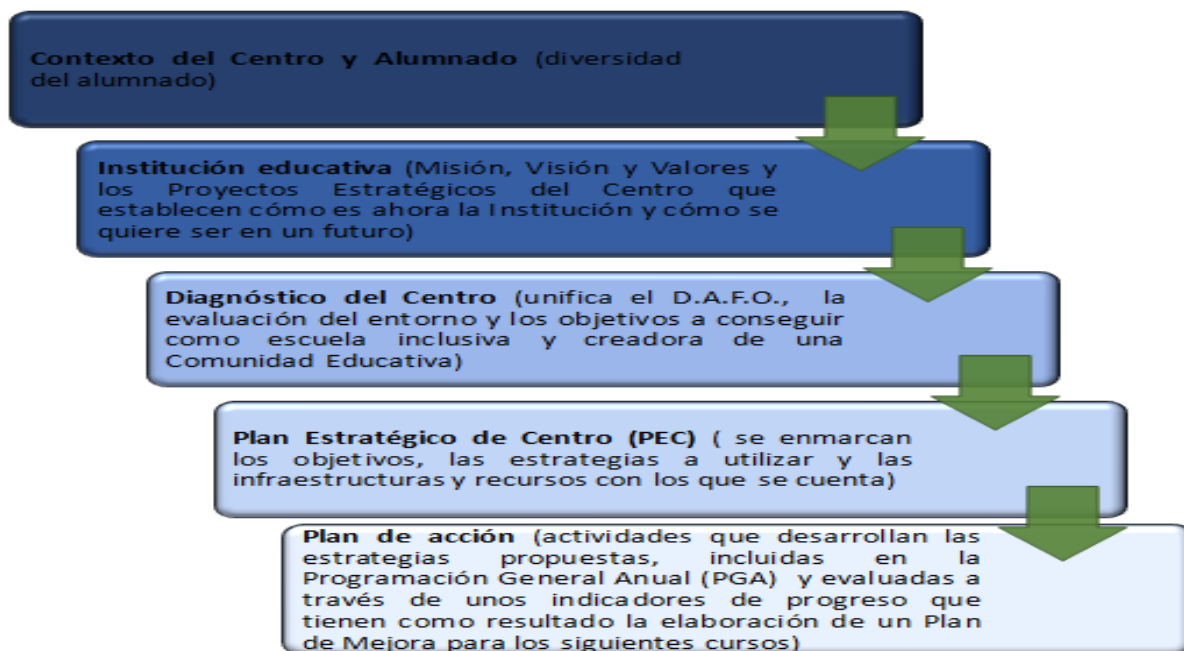 Contexto del Centro y Alumnado (diversidad
del alumnado)
Institución educativa (Misión, Visión y Valores y
los Proyectos Estratégicos del Centro que
establecen cómo es ahora la Institución y cómo se
quiere ser en un futuro)
Diagnóstico del Centro (unifica el D.A.F.O., la
evaluación del entorno y los objetivos a conseguir
como escuela inclusiva y creadora de una
Comunidad Educativa)
Plan Estratégico de Centro (PEC) ( se enmarcan
los objetivos, las estrategias a utilizar y las
infraestructuras y recursos con los que se cuenta)
Plan de acción (actividades que desarrollan las
estrategias propuestas, incluidas en la
Programación General Anual (PGA) y evaluadas a
través de unos indicadores de progreso que
tienen como resultado la elaboración de un Plan
de Mejora para los siguientes cursos)